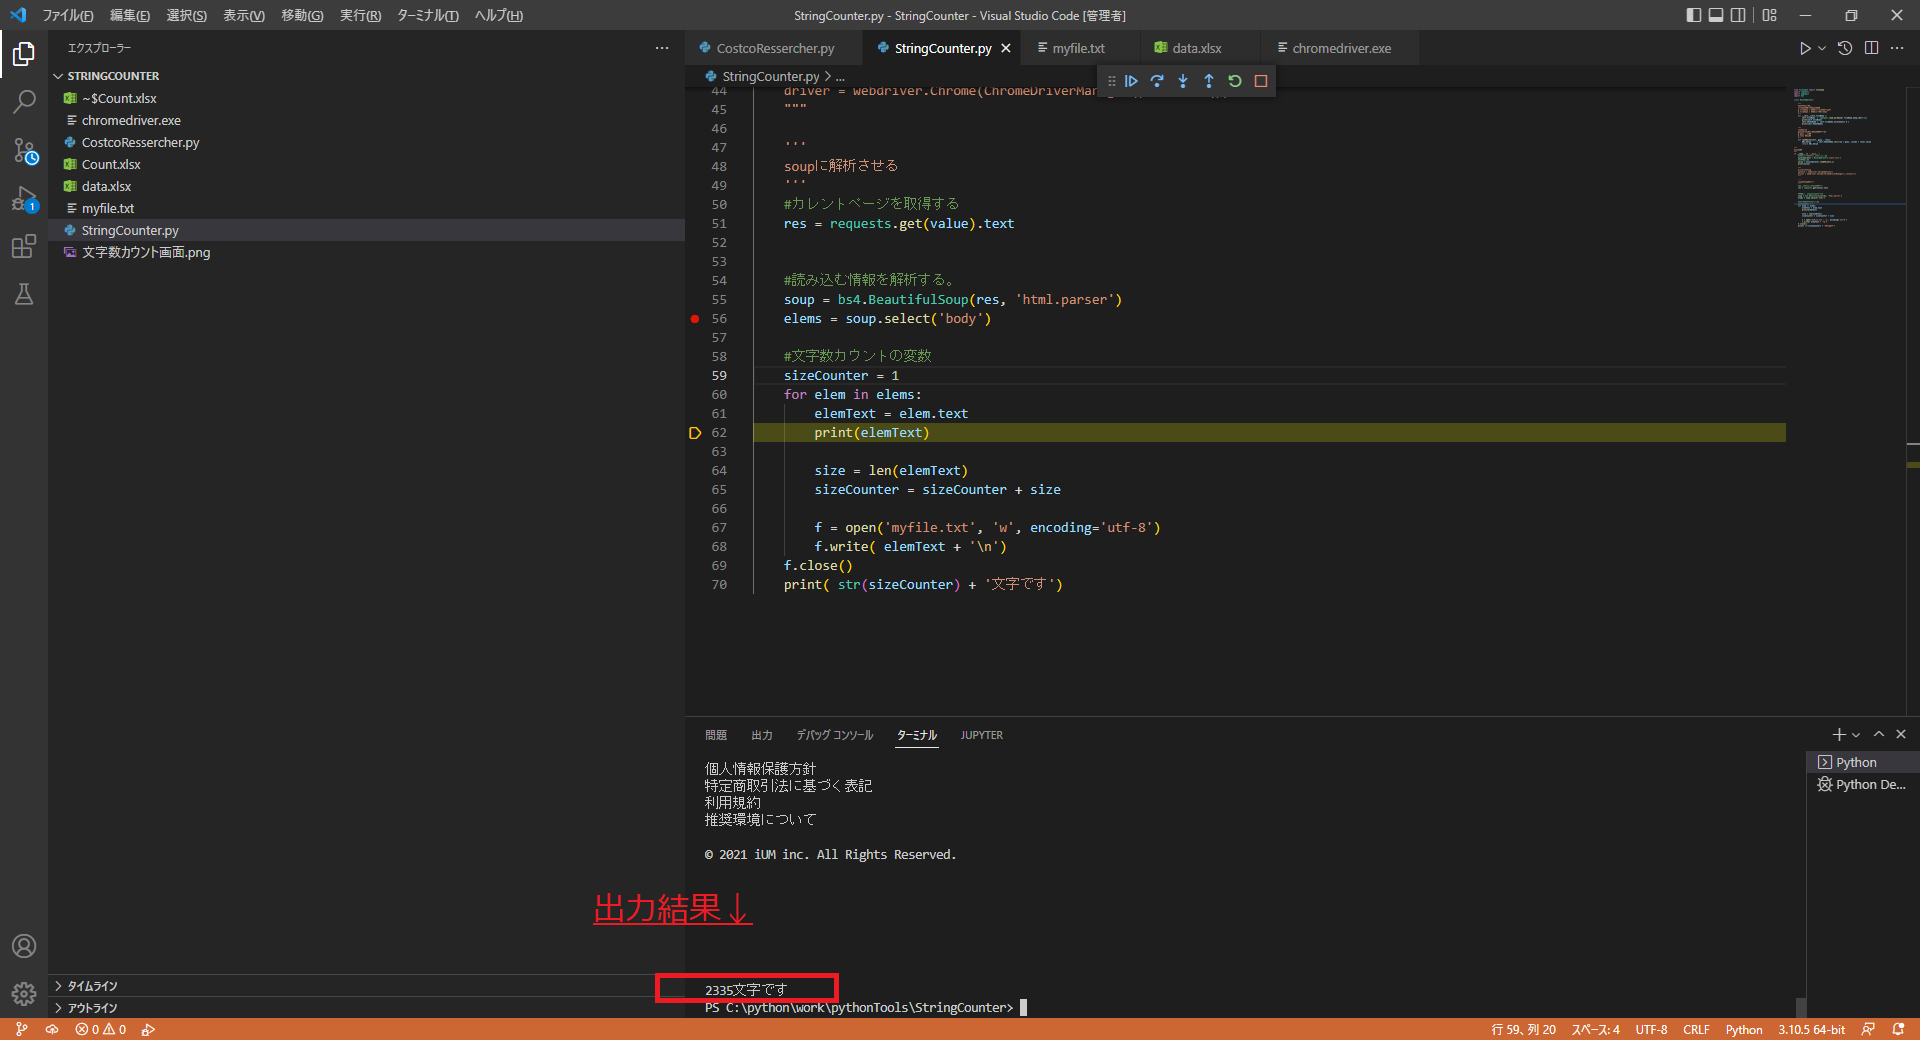 ファイル(F) 編集(E) 選択(S) 表示(V) 移動(G) 実行(R) ターミナル(T) ヘルプ(H) StringCounter.py - StringCounter - Visual Studio Code [管理者]
エクスプローラー
STRINGCOUNTER
~$Count.xlsx
chromedriver.exe
CostcoRessercher.py
Count.xlsx
data.xlsx
myfile.txt
StringCounter.py
文字数カウント画面.png
タイムライン
アウトライン
CostcoRessercher.py StringCounter.py myfile.txt data.xlsx chromedriver.exe
StringCounter.py > ...
44 driver = webdriver.Chrome(ChromeDriverMan
45 """
46
47 '''
48 soupに解析させる
49 '''
50 #カレントページを取得する
51 res = requests.get(value).text
52
53
54 #読み込む情報を解析する。
55 soup = bs4.BeautifulSoup(res, 'html.parser')
56 elems = soup.select('body')
57
58 #文字数カウントの変数
59 sizeCounter = 1
60 for elem in elems:
61 elemText = elem.text
62 print(elemText)
63
64 size = len(elemText)
65 sizeCounter = sizeCounter + size
66
67 f = open('myfile.txt', 'w', encoding='utf-8')
68 f.write( elemText + '\n')
69 f.close()
70 print( str(sizeCounter) + '文字です')
問題 出力 デバッグ コンソール ターミナル JUPYTER
個人情報保護方針
特定商取引法に基づく表記
利用規約
推奨環境について
© 2021 iUM inc. All Rights Reserved.
出力結果↓
2335文字です
PS C:\python\work\pythonTools\StringCounter>
Python
Python De...
1
0 0
行 59、列 20 スペース: 4 UTF-8 CRLF Python 3.10.5 64-bit